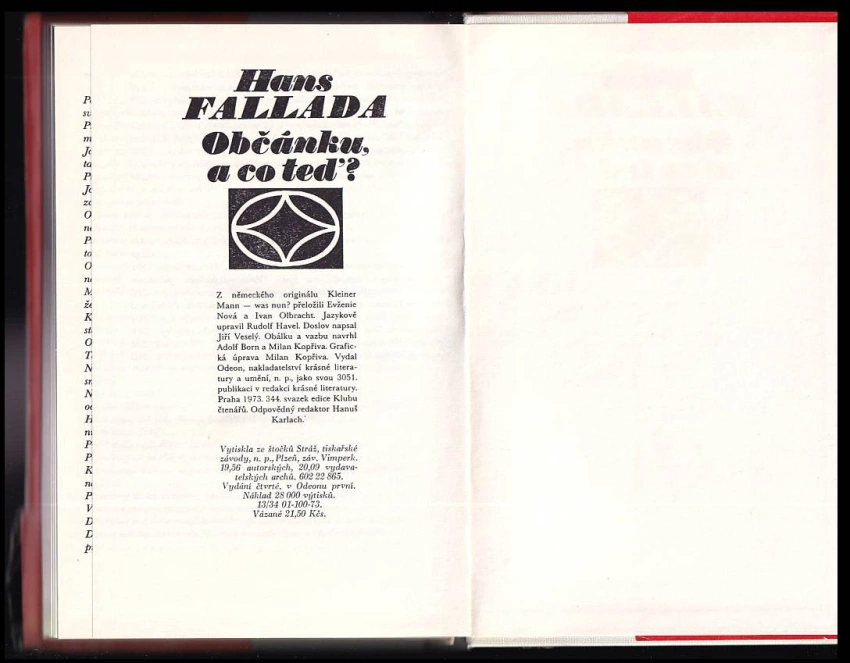 Hans
FALLADA
Občánku,
a co teď?
Z německého originálu Kleiner
Mann — was nun? přeložili Evženie
Nová a Ivan Olbracht. Jazykově
upravil Rudolf Havel. Doslov napsal
Jiří Veselý. Obálku a vazbu navrhl
Adolf Born a Milan Kopřiva. Grafic-
ká úprava Milan Kopřiva. Vydal
Odeon, nakladatelství krásné litera-
tury a umění, n. p., jako svou 3051.
publikaci v redakci krásné literatury.
Praha 1973. 344. svazek edice Klubu
čtenářů. Odpovědný redaktor Hanuš
Karlach.
Vytiskla ze štočků Stráž, tiskařské
závody, n. p., Plzeň, záv. Vimperk.
19,56 autorských, 20,09 vydava-
telských archů. 602 22 865.
Vydání čtvrté, v Odeonu první.
Náklad 28 000 výtisků.
13/34 01-100-73.
Vázané 21,50 Kčs.